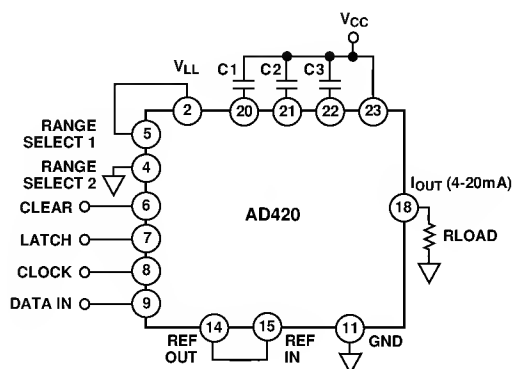 VCC
VLL
C1 C2 C3
2 20 21 22 23
RANGE
SELECT 1
5
RANGE
SELECT 2
4
IOUT (4-20mA)
CLEAR 6
AD420
18
LATCH 7
RLOAD
CLOCK 8
DATA IN 9
REF
OUT
14 15
REF
IN
11
GND